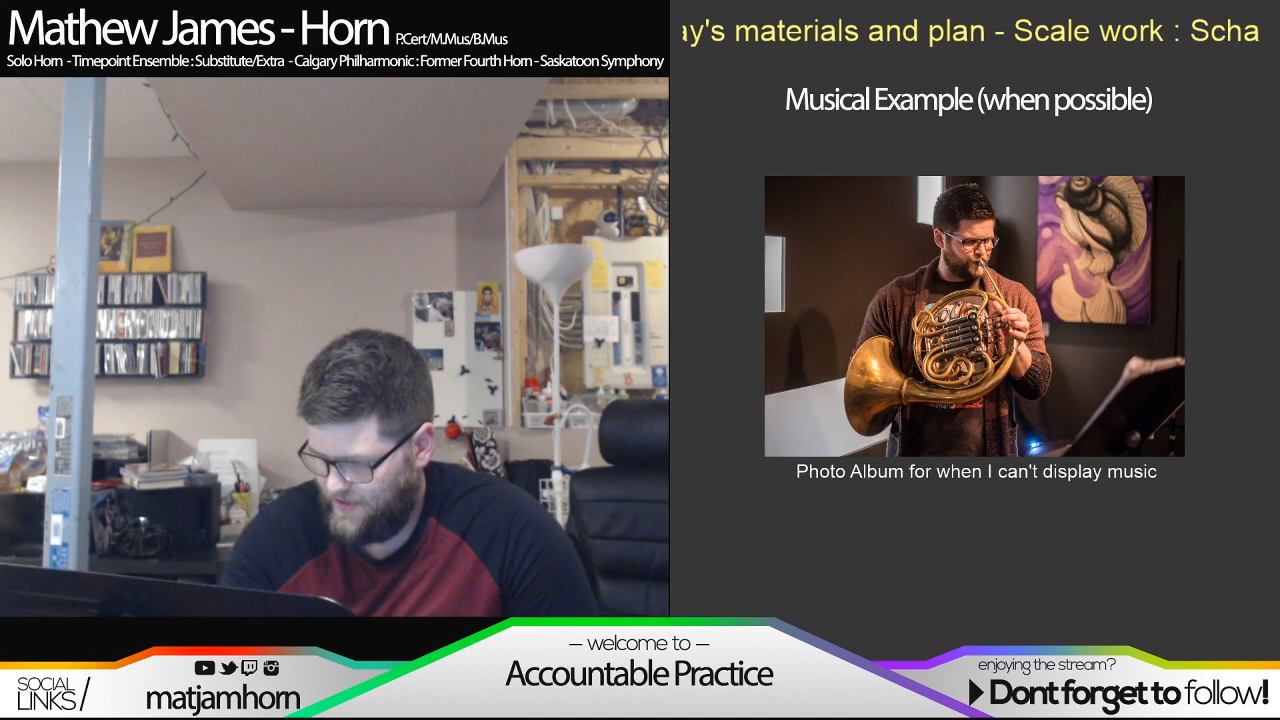 Mathew James - Horn P.Cert/M.Mus/B.Mus
Solo Horn - Timepoint Ensemble : Substitute/Extra - Calgary Philharmonic : Former Fourth Horn - Saskatoon Symphony
ay's materials and plan - Scale work : Scha
Musical Example (when possible)
Photo Album for when I can't display music
SOCIAL
LINKS
matjamhorn
— welcome to —
Accountable Practice
enjoying the stream?
Dont forget to follow!